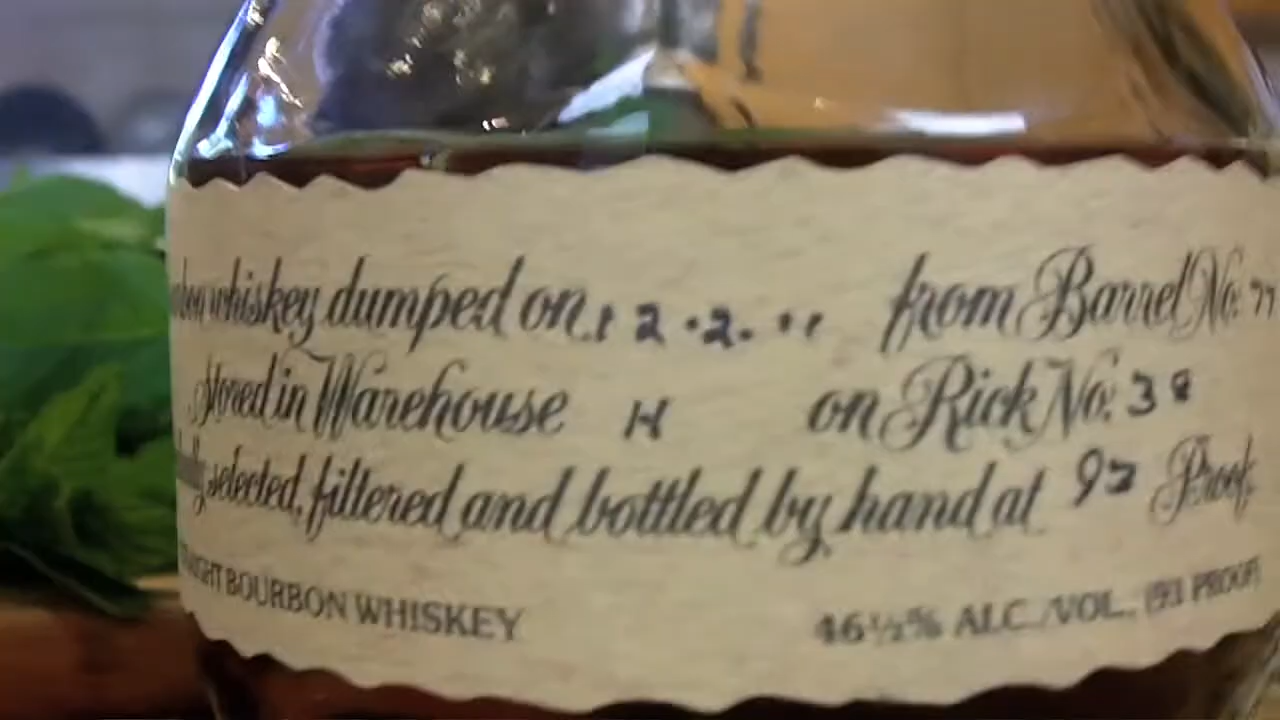 whiskey dumped on 12.2.11 from Barrel No: 77
Stored in Warehouse H on Rick No: 38
selected, filtered and bottled by hand at 93 Proof.
BOURBON WHISKEY
46½% ALC./VOL., (93 PROOF)